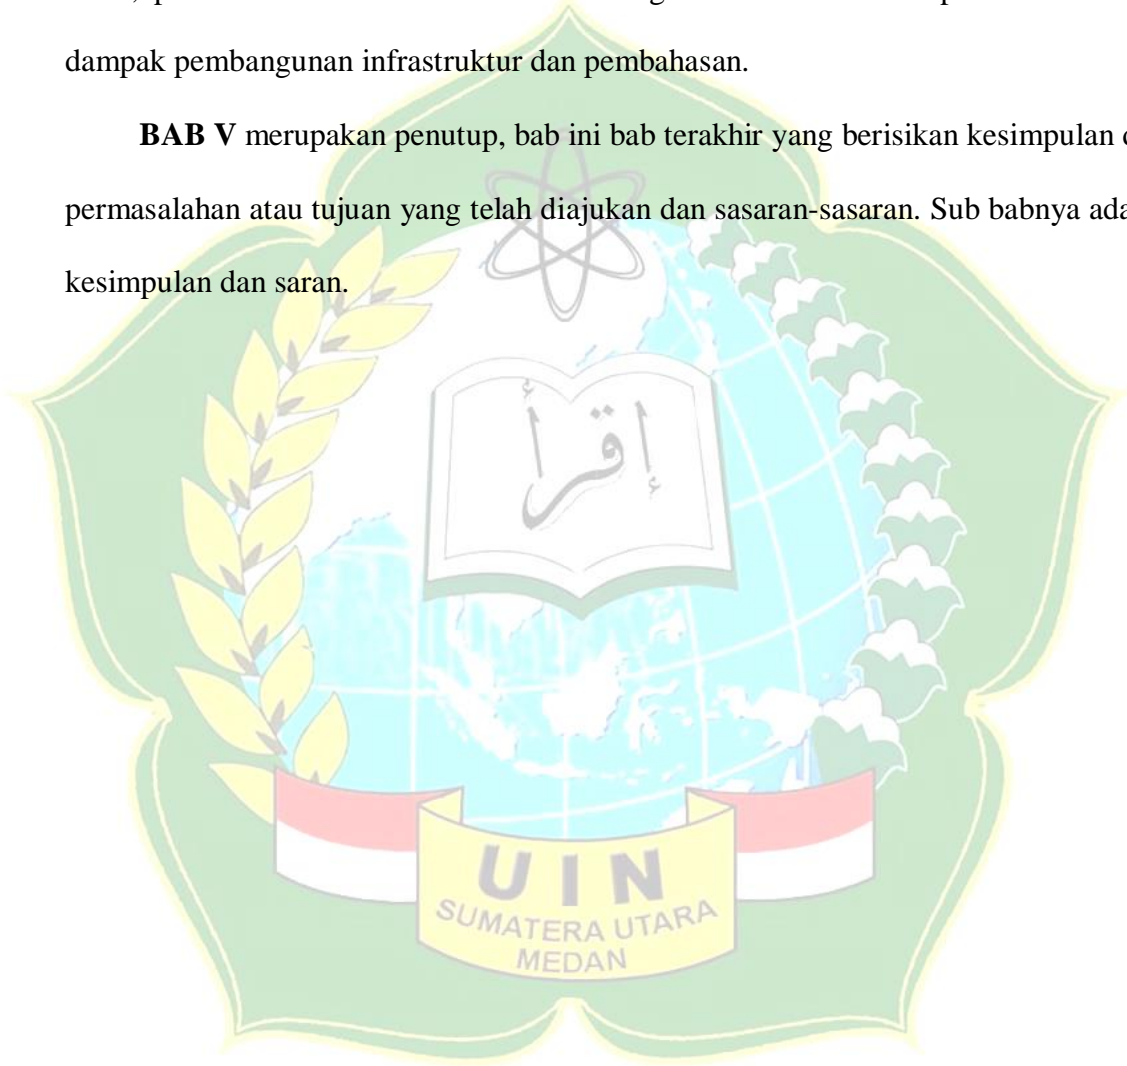 dampak pembangunan infrastruktur dan pembahasan.
BAB V merupakan penutup, bab ini bab terakhir yang berisikan kesimpulan
permasalahan atau tujuan yang telah diajukan dan sasaran-sasaran. Sub babnya
kesimpulan dan saran.
إقرأ
UIN
SUMATERA UTARA
MEDAN